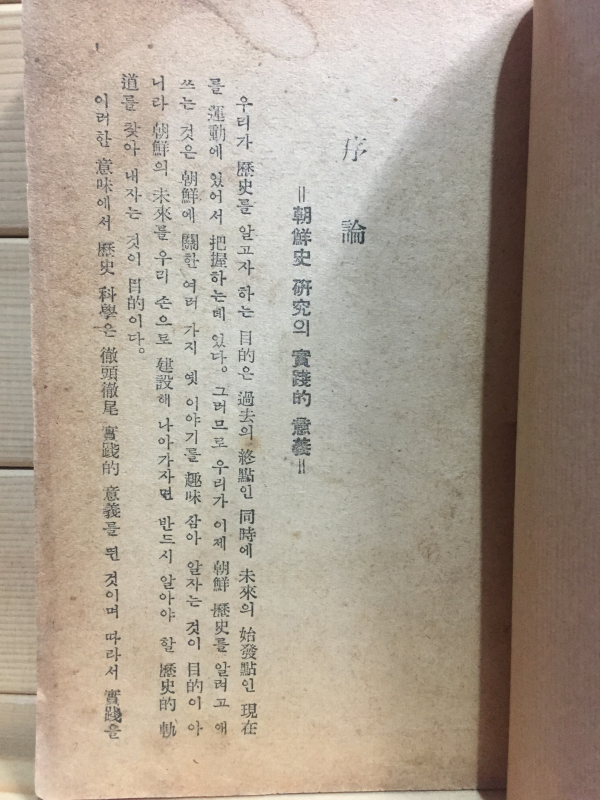 序 論
=朝鮮史 硏究의 實踐的 意義=
우리가 歷史를 알고자 하는 目的은 過去의 終點인 同時에 未來의 始發點인 現在
를 運動에 있어서 把握하는데 있다。그러므로 우리가 이제 朝鮮 歷史를 알려고 애
쓰는 것은 朝鮮에 關한 여러 가지 옛 이야기를 趣味 삼아 알자는 것이 目的이 아
니라 朝鮮의 未來를 우리 손으로 建設해 나아가자면 반드시 알아야 할 歷史的 軌
道를 찾아 내자는 것이 目的이다。
이러한 意味에서 歷史 科學은 徹頭徹尾 實踐的 意義를 띈 것이며 따라서 實踐을